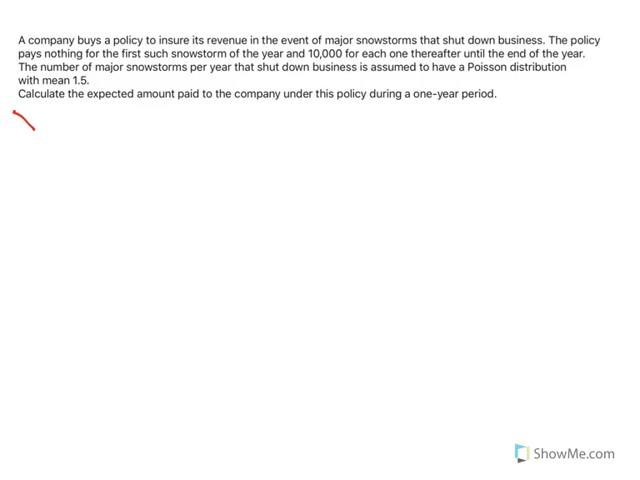 A company buys a policy to insure its revenue in the event of major snowstorms that shut down business. The policy
pays nothing for the first such snowstorm of the year and 10,000 for each one thereafter until the end of the year.
The number of major snowstorms per year that shut down business is assumed to have a Poisson distribution
with mean 1.5.
Calculate the expected amount paid to the company under this policy during a one-year period.
ShowMe.com